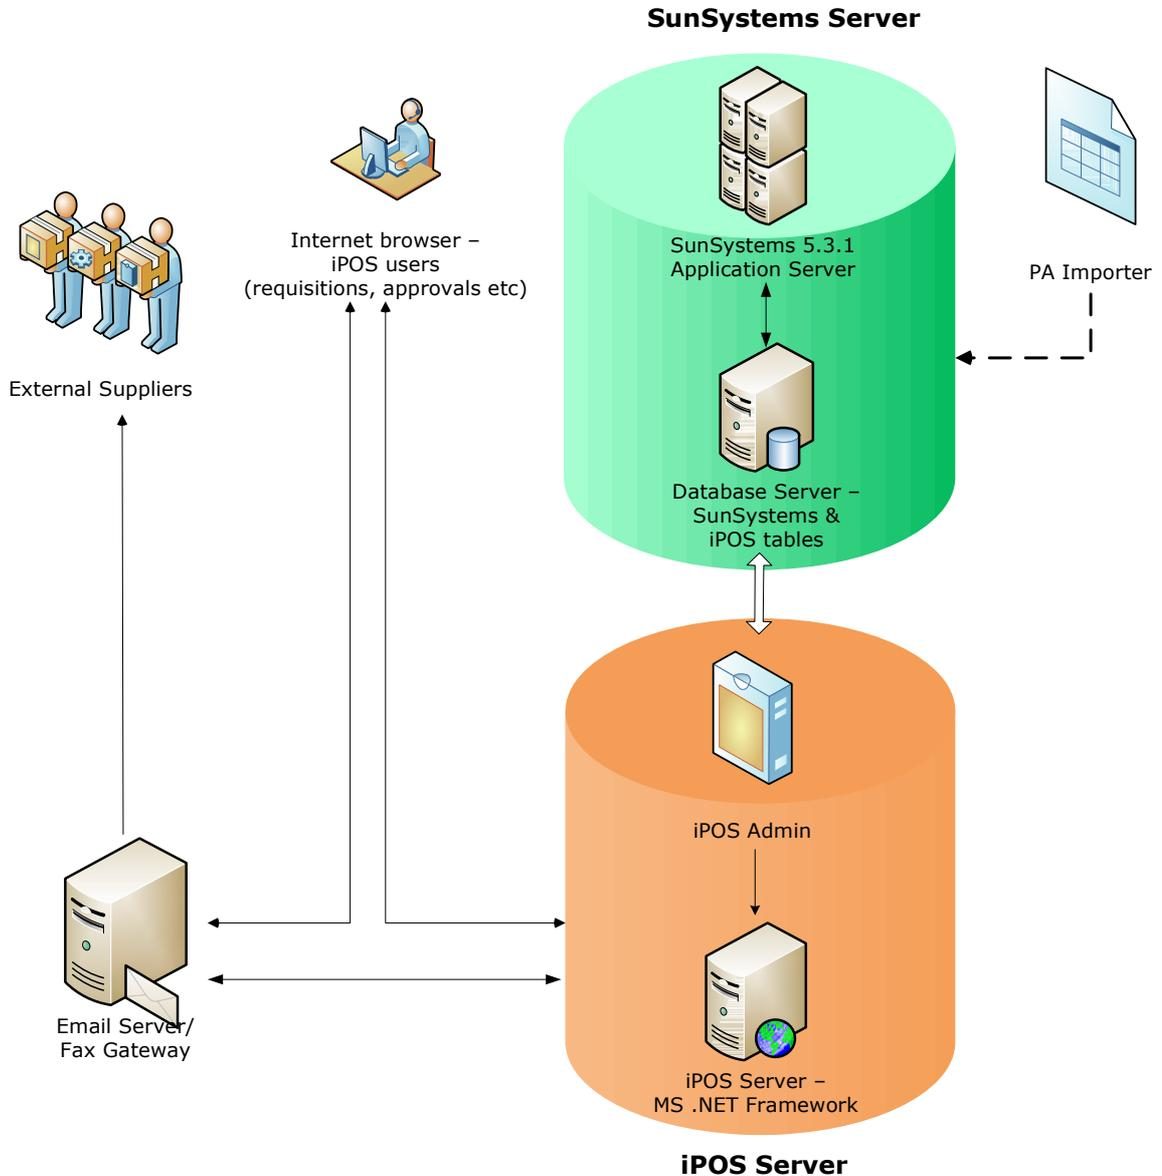 SunSystems Server
Internet browser –
iPOS users
(requisitions, approvals etc)
SunSystems 5.3.1
Application Server
PA Importer
External Suppliers
Database Server –
SunSystems &
iPOS tables
iPOS Admin
Email Server/
Fax Gateway
iPOS Server –
MS .NET Framework
iPOS Server